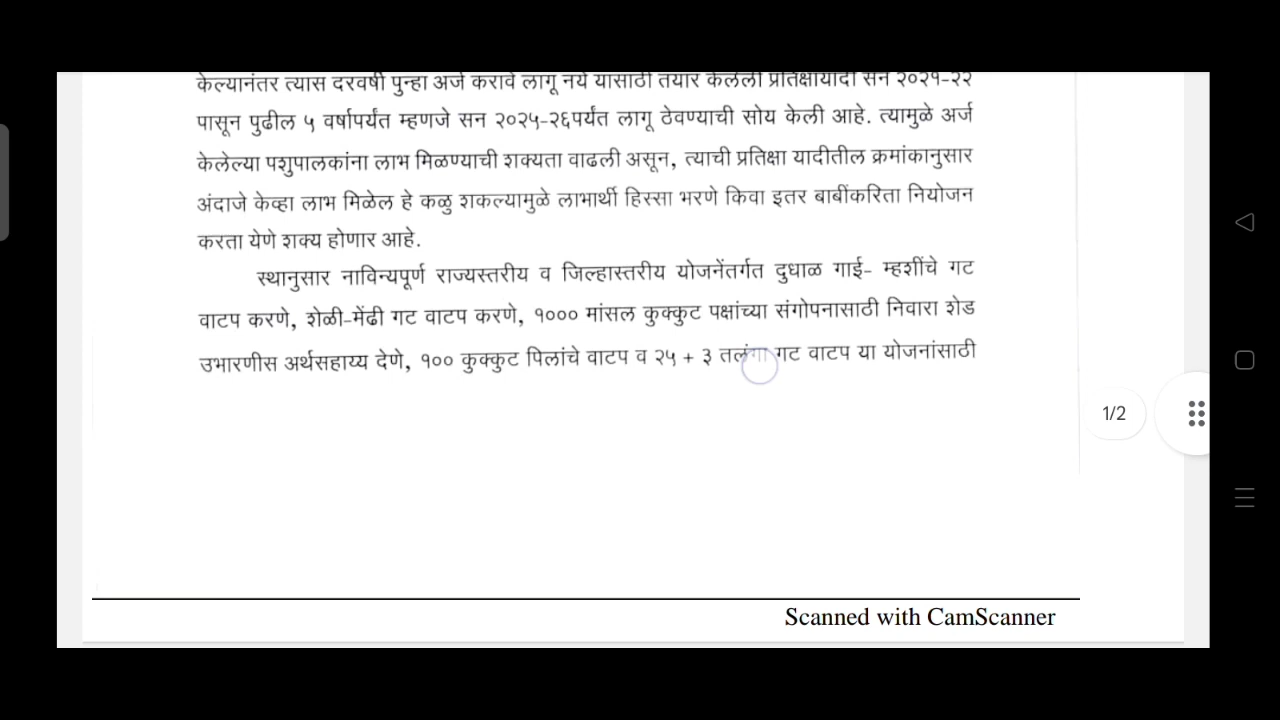 केल्यानंतर त्यास दरवर्षी पुन्हा अर्ज करावे लागू नये यासाठी तयार केलेली प्रतिक्षायादी सन २०२१-२२
पासून पुढील ५ वर्षापर्यंत म्हणजे सन २०२५-२६पर्यंत लागू ठेवण्याची सोय केली आहे. त्यामुळे अर्ज
केलेल्या पशुपालकांना लाभ मिळण्याची शक्यता वाढली असून, त्याची प्रतिक्षा यादीतील क्रमांकानुसार
अंदाजे केव्हा लाभ मिळेल हे कळु शकल्यामुळे लाभार्थी हिस्सा भरणे किवा इतर बाबींकरिता नियोजन
करता येणे शक्य होणार आहे.
स्थानुसार नाविन्यपूर्ण राज्यस्तरीय व जिल्हास्तरीय योजनेंतर्गत दुधाळ गाई- म्हशींचे गट
वाटप करणे, शेळी-मेंढी गट वाटप करणे, १००० मांसल कुक्कुट पक्षांच्या संगोपनासाठी निवारा शेड
उभारणीस अर्थसहाय्य देणे, १०० कुक्कुट पिलांचे वाटप व २५ + ३ तलंगा गट वाटप या योजनांसाठी
1/2
Scanned with CamScanner